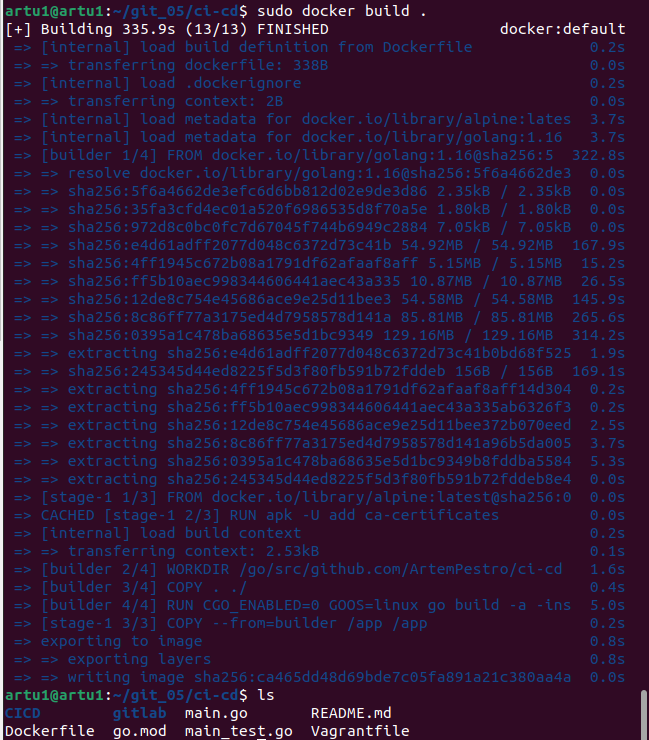 artu1@artu1:~/git_05/ci-cd$ sudo docker build .
[+] Building 335.9s (13/13) FINISHED docker:default
=> [internal] load build definition from Dockerfile 0.2s
=> => transferring dockerfile: 338B 0.0s
=> [internal] load .dockerignore 0.2s
=> => transferring context: 2B 0.0s
=> [internal] load metadata for docker.io/library/alpine:lates 3.7s
=> [internal] load metadata for docker.io/library/golang:1.16 3.7s
=> [builder 1/4] FROM docker.io/library/golang:1.16@sha256:5 322.8s
=> => resolve docker.io/library/golang:1.16@sha256:5f6a4662de3 0.0s
=> => sha256:5f6a4662de3efc6d6bb812d02e9de3d86 2.35kB / 2.35kB 0.0s
=> => sha256:35fa3cfd4ec01a520f6986535d8f70a5e 1.80kB / 1.80kB 0.0s
=> => sha256:972d8c0bc0fc7d67045f744b6949c2884 7.05kB / 7.05kB 0.0s
=> => sha256:e4d61adff2077d048c6372d73c41b 54.92MB / 54.92MB 167.9s
=> => sha256:4ff1945c672b08a1791df62afaaf8aff 5.15MB / 5.15MB 15.2s
=> => sha256:ff5b10aec998344606441aec43a335 10.87MB / 10.87MB 26.5s
=> => sha256:12de8c754e45686ace9e25d11bee3 54.58MB / 54.58MB 145.9s
=> => sha256:8c86ff77a3175ed4d7958578d141a 85.81MB / 85.81MB 265.6s
=> => sha256:0395a1c478ba68635e5d1bc9349 129.16MB / 129.16MB 314.2s
=> => extracting sha256:e4d61adff2077d048c6372d73c41b0bd68f525 1.9s
=> => sha256:245345d44ed8225f5d3f80fb591b72fddeb 156B / 156B 169.1s
=> => extracting sha256:4ff1945c672b08a1791df62afaaf8aff14d304 0.2s
=> => extracting sha256:ff5b10aec998344606441aec43a335ab6326f3 0.2s
=> => extracting sha256:12de8c754e45686ace9e25d11bee372b070eed 2.5s
=> => extracting sha256:8c86ff77a3175ed4d7958578d141a96b5da005 3.7s
=> => extracting sha256:0395a1c478ba68635e5d1bc9349b8fddba5584 5.3s
=> => extracting sha256:245345d44ed8225f5d3f80fb591b72fddeb8e4 0.0s
=> [stage-1 1/3] FROM docker.io/library/alpine:latest@sha256:0 0.0s
=> CACHED [stage-1 2/3] RUN apk -U add ca-certificates 0.0s
=> [internal] load build context 0.2s
=> => transferring context: 2.53kB 0.1s
=> [builder 2/4] WORKDIR /go/src/github.com/ArtemPestro/ci-cd 1.6s
=> [builder 3/4] COPY . ./ 0.4s
=> [builder 4/4] RUN CGO_ENABLED=0 GOOS=linux go build -a -ins 5.0s
=> [stage-1 3/3] COPY --from=builder /app /app 0.2s
=> exporting to image 0.8s
=> => exporting layers 0.8s
=> => writing image sha256:ca465dd48d69bde7c05fa891a21c380aa4a 0.0s
artu1@artu1:~/git_05/ci-cd$ ls
CICD gitlab main.go README.md
Dockerfile go.mod main_test.go Vagrantfile